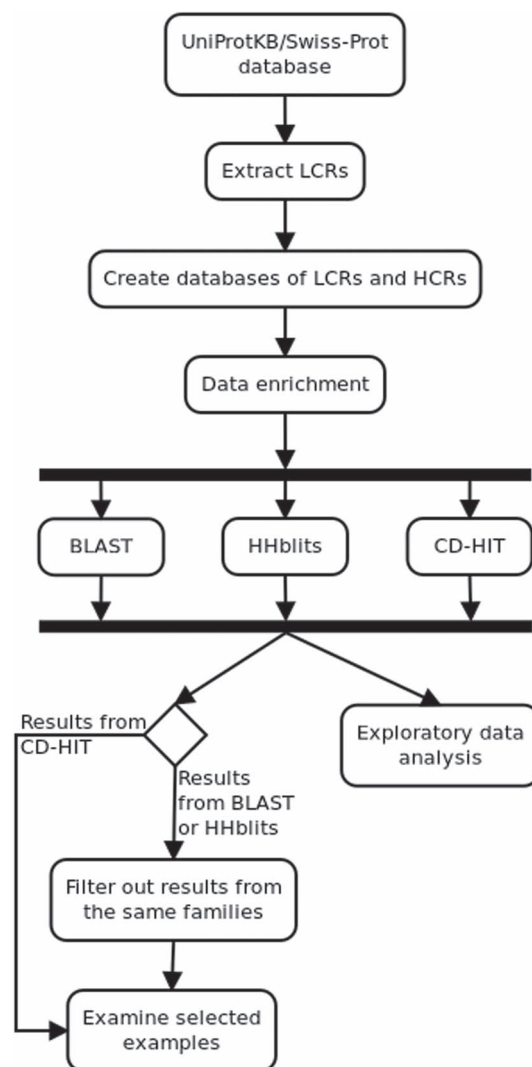 UniProtKB/Swiss-Prot
database
Extract LCRs
Create databases of LCRs and HCRs
Data enrichment
BLAST
HHblits
CD-HIT
Results from
CD-HIT
Exploratory data
analysis
Results
from BLAST
or HHblits
Filter out results from
the same families
Examine selected
examples